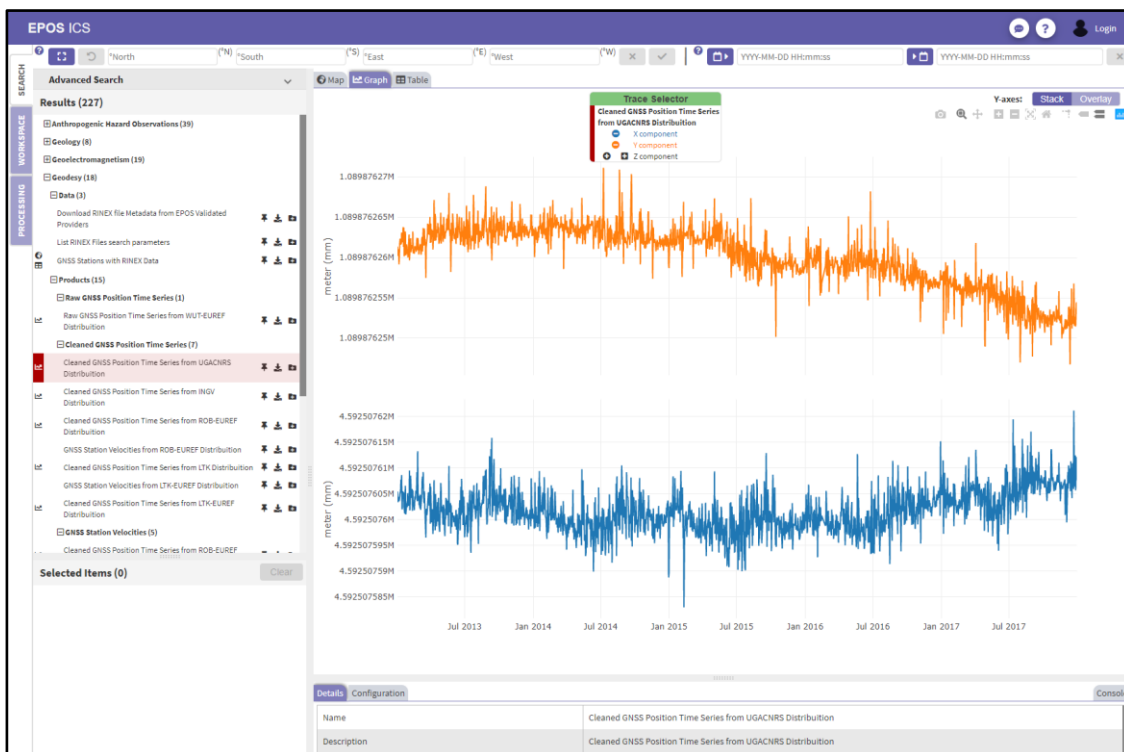 EPOS ICS
Login
°North
(°N)
°South
(°S)
°East
(°E)
°West
(°W)
YYYY-MM-DD HH:mm:ss
YYYY-MM-DD HH:mm:ss
SEARCH
WORKSPACE
PROCESSING
Advanced Search
Results (227)
Anthropogenic Hazard Observations (39)
Geology (8)
Geoelectromagnetism (19)
Geodesy (18)
Data (3)
Download RINEX file Metadata from EPOS Validated
Providers
List RINEX Files search parameters
GNSS Stations with RINEX Data
Products (15)
Raw GNSS Position Time Series (1)
Raw GNSS Position Time Series from WUT-EUREF
Distribuition
Cleaned GNSS Position Time Series (7)
Cleaned GNSS Position Time Series from UGACNRS
Distribuition
Cleaned GNSS Position Time Series from INGV
Distribuition
Cleaned GNSS Position Time Series from ROB-EUREF
Distribuition
GNSS Station Velocities from ROB-EUREF Distribuition
Cleaned GNSS Position Time Series from LTK Distribuition
GNSS Station Velocities from LTK-EUREF Distribuition
Cleaned GNSS Position Time Series from LTK-EUREF
Distribuition
GNSS Station Velocities (5)
Cleaned GNSS Position Time Series from ROB-EUREF
Selected Items (0)
Clear
Map
Graph
Table
Trace Selector
Cleaned GNSS Position Time Series
from UGACNRS Distribuition
X component
Y component
Z component
Y-axes:
Stack
Overlay
meter (mm)
1.08987627M
1.089876265M
1.08987626M
1.089876255M
1.08987625M
meter (mm)
4.59250762M
4.592507615M
4.59250761M
4.592507605M
4.5925076M
4.592507595M
4.59250759M
4.592507585M
Jul 2013
Jan 2014
Jul 2014
Jan 2015
Jul 2015
Jan 2016
Jul 2016
Jan 2017
Jul 2017
Details
Configuration
Console
Name
Cleaned GNSS Position Time Series from UGACNRS Distribuition
Description
Cleaned GNSS Position Time Series from UGACNRS Distribuition